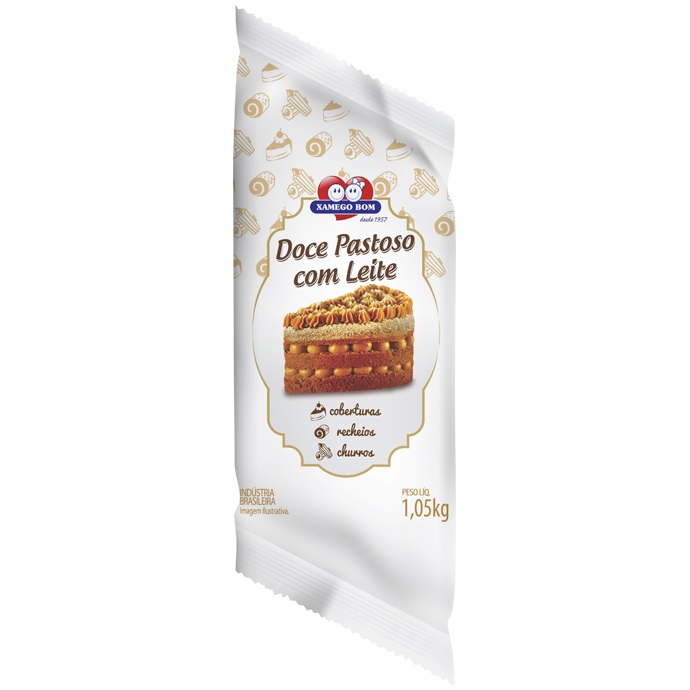 XAMEGO BOM
desde 1957
Doce Pastoso
com Leite
coberturas
recheios
churros
INDÚSTRIA
BRASILEIRA
Imagem Ilustrativa.
PESO LÍQ.
1,05kg